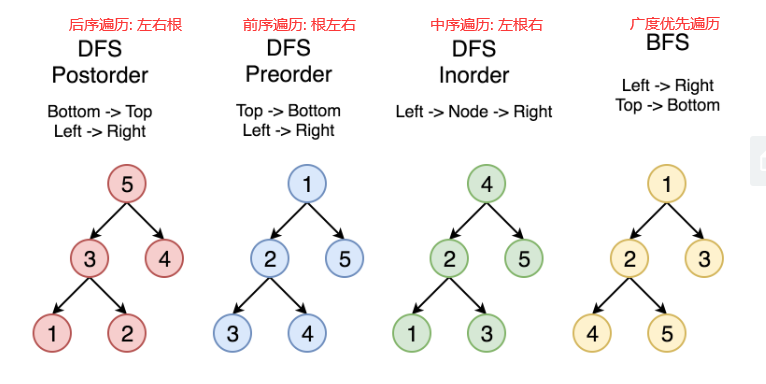 后序遍历: 左右根
DFS
Postorder
Bottom -> Top
Left -> Right
5
3
4
1
2
前序遍历: 根左右
DFS
Preorder
Top -> Bottom
Left -> Right
1
2
5
3
4
中序遍历: 左根右
DFS
Inorder
Left -> Node -> Right
4
2
5
1
3
广度优先遍历
BFS
Left -> Right
Top -> Bottom
1
2
3
4
5